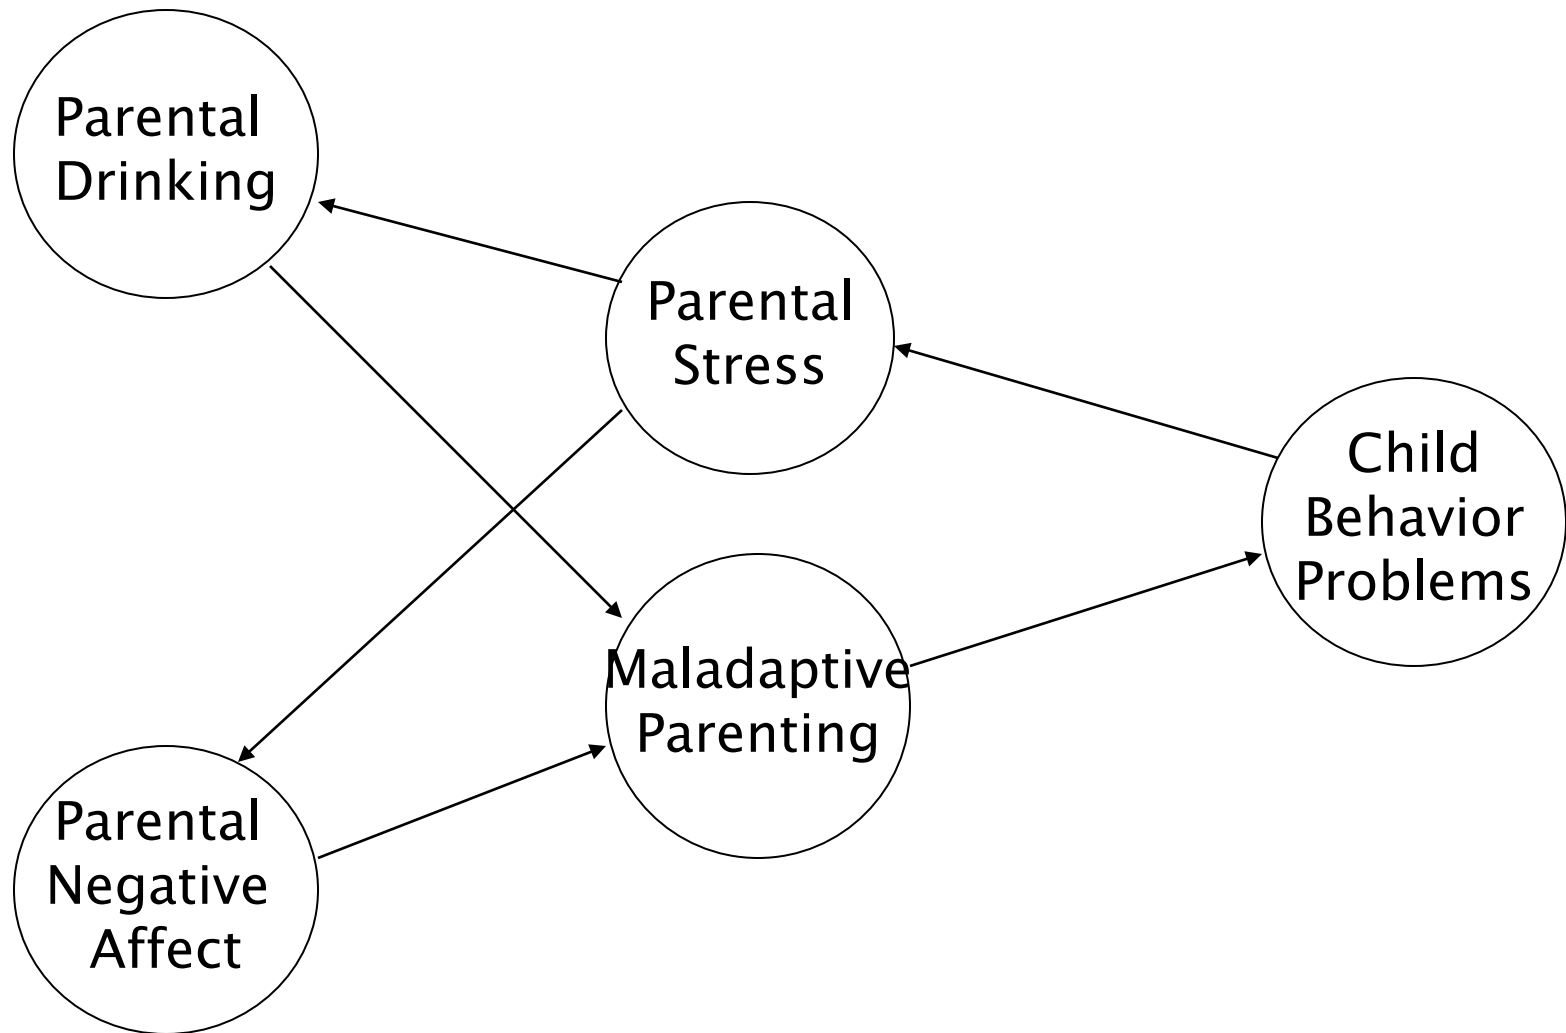 Parental
Drinking
Parental
Stress
Child
Behavior
Problems
Maladaptive
Parenting
Parental
Negative
Affect